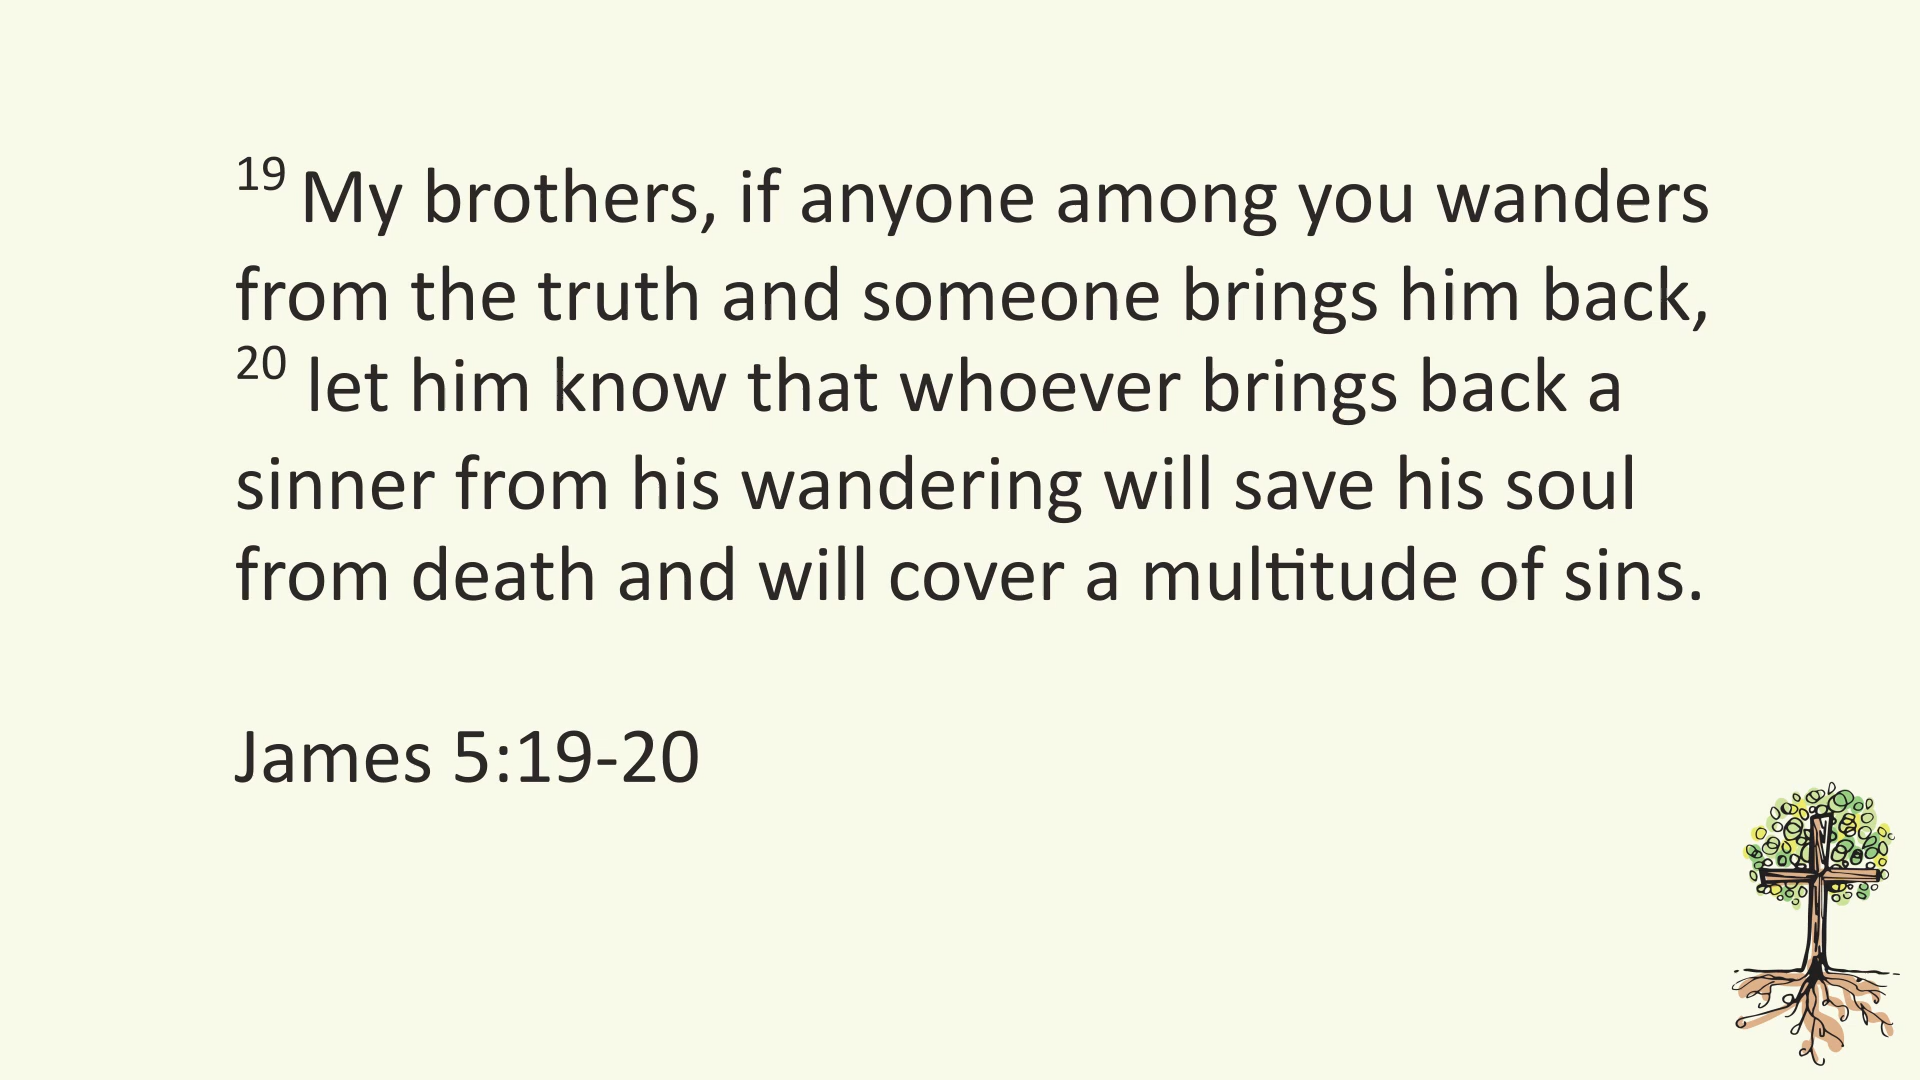 19 My brothers, if anyone among you wanders
from the truth and someone brings him back,
20 let him know that whoever brings back a
sinner from his wandering will save his soul
from death and will cover a multitude of sins.
James 5:19-20